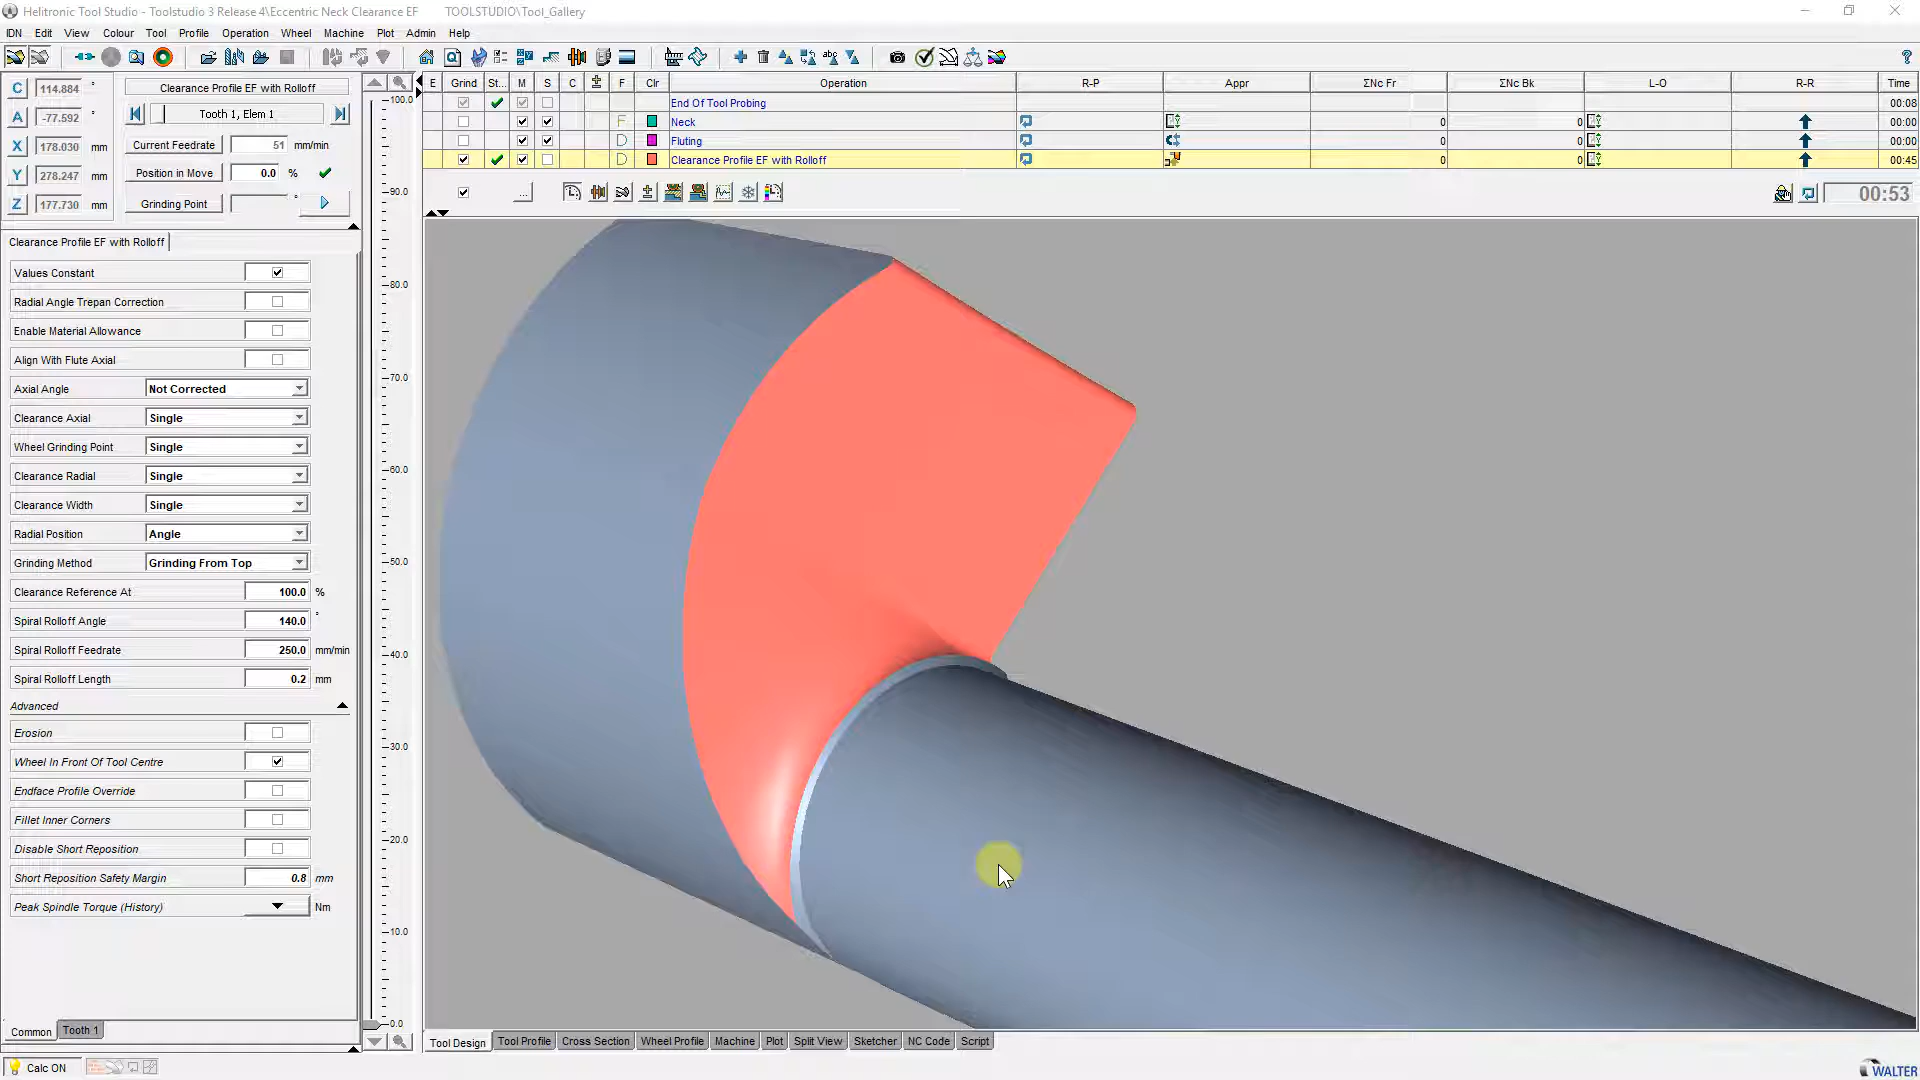 Helitronic Tool Studio - Toolstudio 3 Release 4\Eccentric Neck Clearance EF TOOLSTUDIO\Tool_Gallery
IDN Edit View Colour Tool Profile Operation Wheel Machine Plot Admin Help
C 114.884 °
A -77.592 °
X 178.030 mm
Y 278.247 mm
Z 177.730 mm
Clearance Profile EF with Rolloff
Tooth 1, Elem 1
Current Feedrate 51 mm/min
Position in Move 0.0 %
Grinding Point °
E Grind St... M S C F Clr Operation R-P Appr ΣNc Fr ΣNc Bk L-O R-R Time
End Of Tool Probing 00:08
F Neck 0 0 00:00
D Fluting 0 0 00:00
D Clearance Profile EF with Rolloff 0 0 00:45
... 00:53
Clearance Profile EF with Rolloff
Values Constant
Radial Angle Trepan Correction
Enable Material Allowance
Align With Flute Axial
Axial Angle Not Corrected
Clearance Axial Single
Wheel Grinding Point Single
Clearance Radial Single
Clearance Width Single
Radial Position Angle
Grinding Method Grinding From Top
Clearance Reference At 100.0 %
Spiral Rolloff Angle 140.0 °
Spiral Rolloff Feedrate 250.0 mm/min
Spiral Rolloff Length 0.2 mm
Advanced
Erosion
Wheel In Front Of Tool Centre
Endface Profile Override
Fillet Inner Corners
Disable Short Reposition
Short Reposition Safety Margin 0.8 mm
Peak Spindle Torque (History) Nm
100.0
90.0
80.0
70.0
60.0
50.0
40.0
30.0
20.0
10.0
0.0
Common Tooth 1
Tool Design Tool Profile Cross Section Wheel Profile Machine Plot Split View Sketcher NC Code Script
Calc ON
WALTER